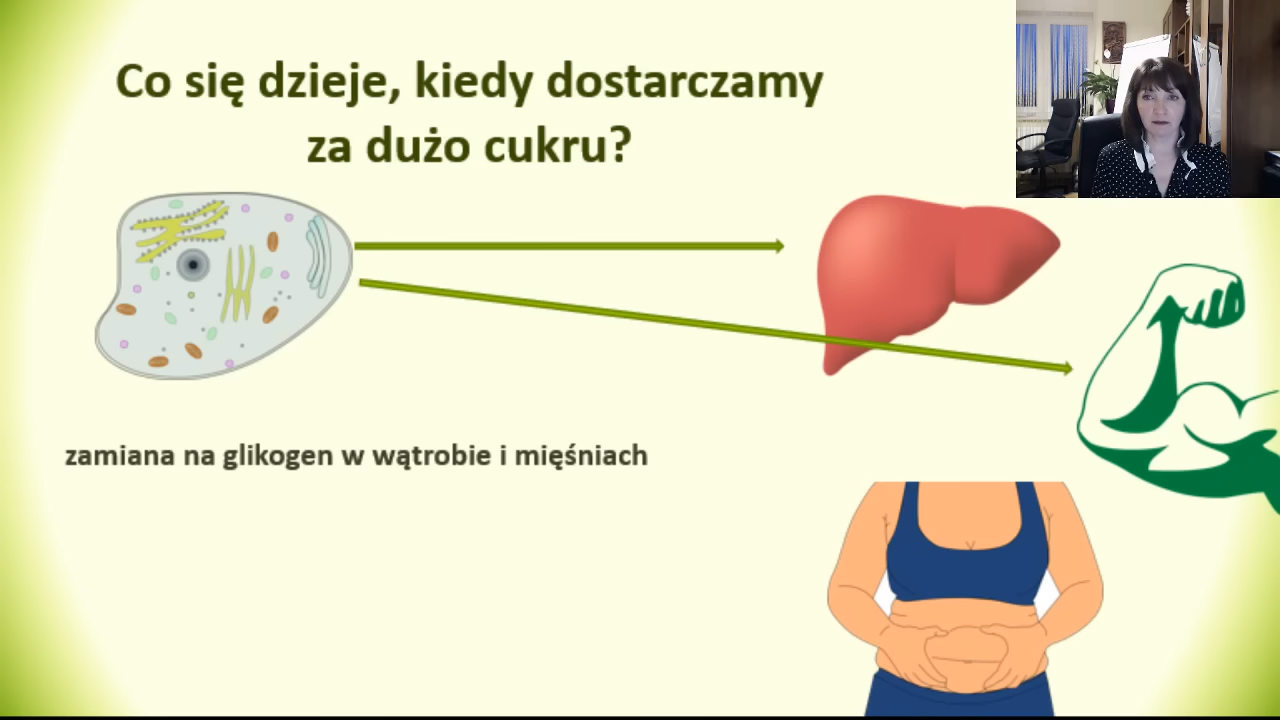 Co się dzieje, kiedy dostarczamy
za dużo cukru?
zamiana na glikogen w wątrobie i mięśniach